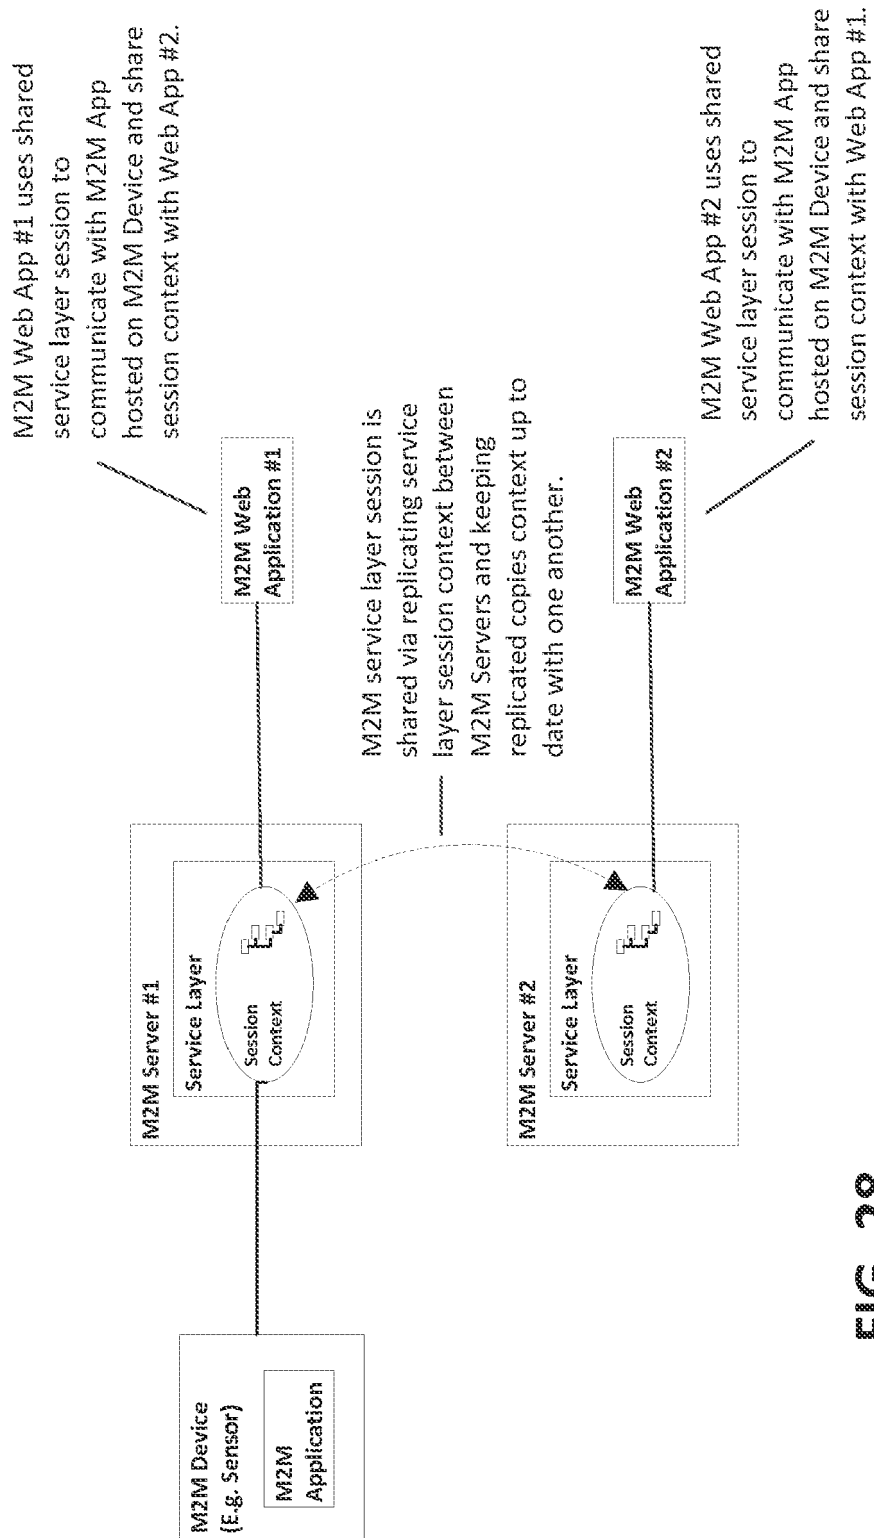 M2M Device
(E.g. Sensor)
M2M
Application
M2M Server #1
Service Layer
Session
Context
M2M Web
Application #1
M2M Web App #1 uses shared
service layer session to
communicate with M2M App
hosted on M2M Device and share
session context with Web App #2.
M2M service layer session is
shared via replicating service
layer session context between
M2M Servers and keeping
replicated copies context up to
date with one another.
M2M Server #2
Service Layer
Session
Context
M2M Web
Application #2
M2M Web App #2 uses shared
service layer session to
communicate with M2M App
hosted on M2M Device and share
session context with Web App #1.
FIG. 28